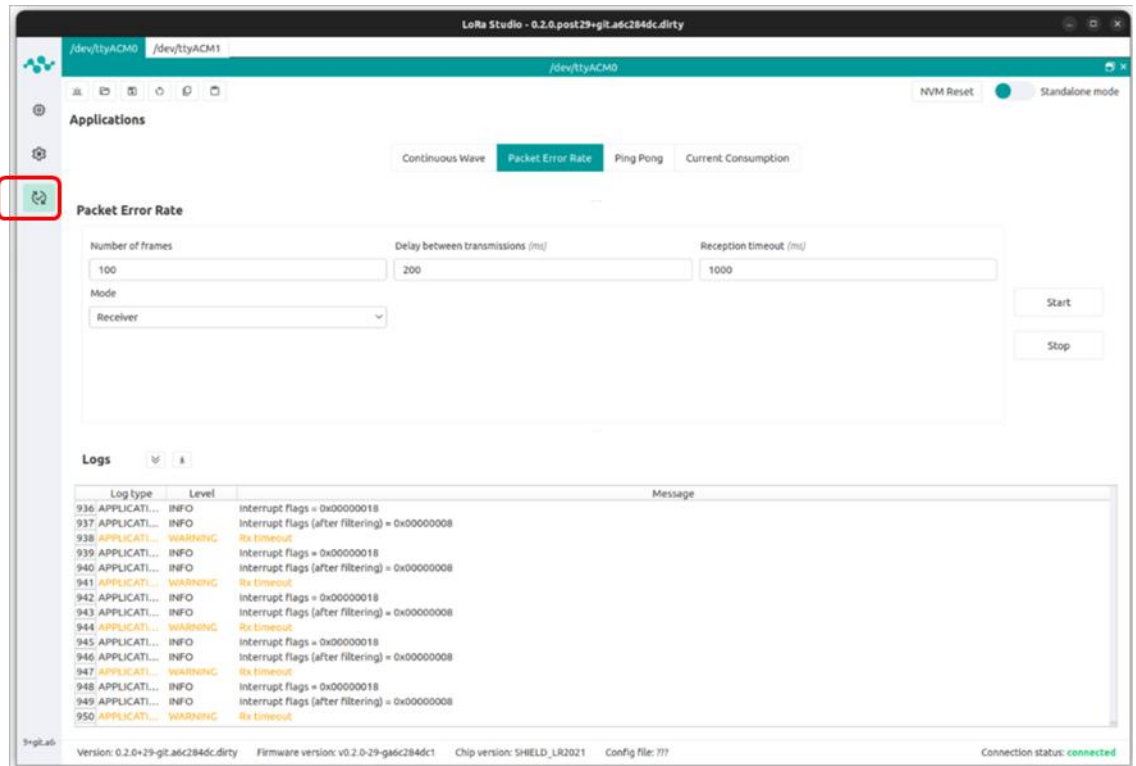 LoRa Studio - 0.2.0.post29+git.a6c284dc.dirty
/dev/ttyACM0 /dev/ttyACM1
/dev/ttyACM0
NVM Reset Standalone mode
Applications
Continuous Wave Packet Error Rate Ping Pong Current Consumption
Packet Error Rate
Number of frames Delay between transmissions (ms) Reception timeout (ms)
100 200 1000
Mode
Receiver
Start
Stop
Logs
Log type Level Message
936 APPLICATI... INFO Interrupt flags = 0x00000018
937 APPLICATI... INFO Interrupt flags (after filtering) = 0x00000008
938 APPLICATI... WARNING Rx timeout
939 APPLICATI... INFO Interrupt flags = 0x00000018
940 APPLICATI... INFO Interrupt flags (after filtering) = 0x00000008
941 APPLICATI... WARNING Rx timeout
942 APPLICATI... INFO Interrupt flags = 0x00000018
943 APPLICATI... INFO Interrupt flags (after filtering) = 0x00000008
944 APPLICATI... WARNING Rx timeout
945 APPLICATI... INFO Interrupt flags = 0x00000018
946 APPLICATI... INFO Interrupt flags (after filtering) = 0x00000008
947 APPLICATI... WARNING Rx timeout
948 APPLICATI... INFO Interrupt flags = 0x00000018
949 APPLICATI... INFO Interrupt flags (after filtering) = 0x00000008
950 APPLICATI... WARNING Rx timeout
9+git.a6 Version: 0.2.0+29-git.a6c284dc.dirty Firmware version: v0.2.0-29-ga6c284dc1 Chip version: SHIELD_LR2021 Config file: ??? Connection status: connected